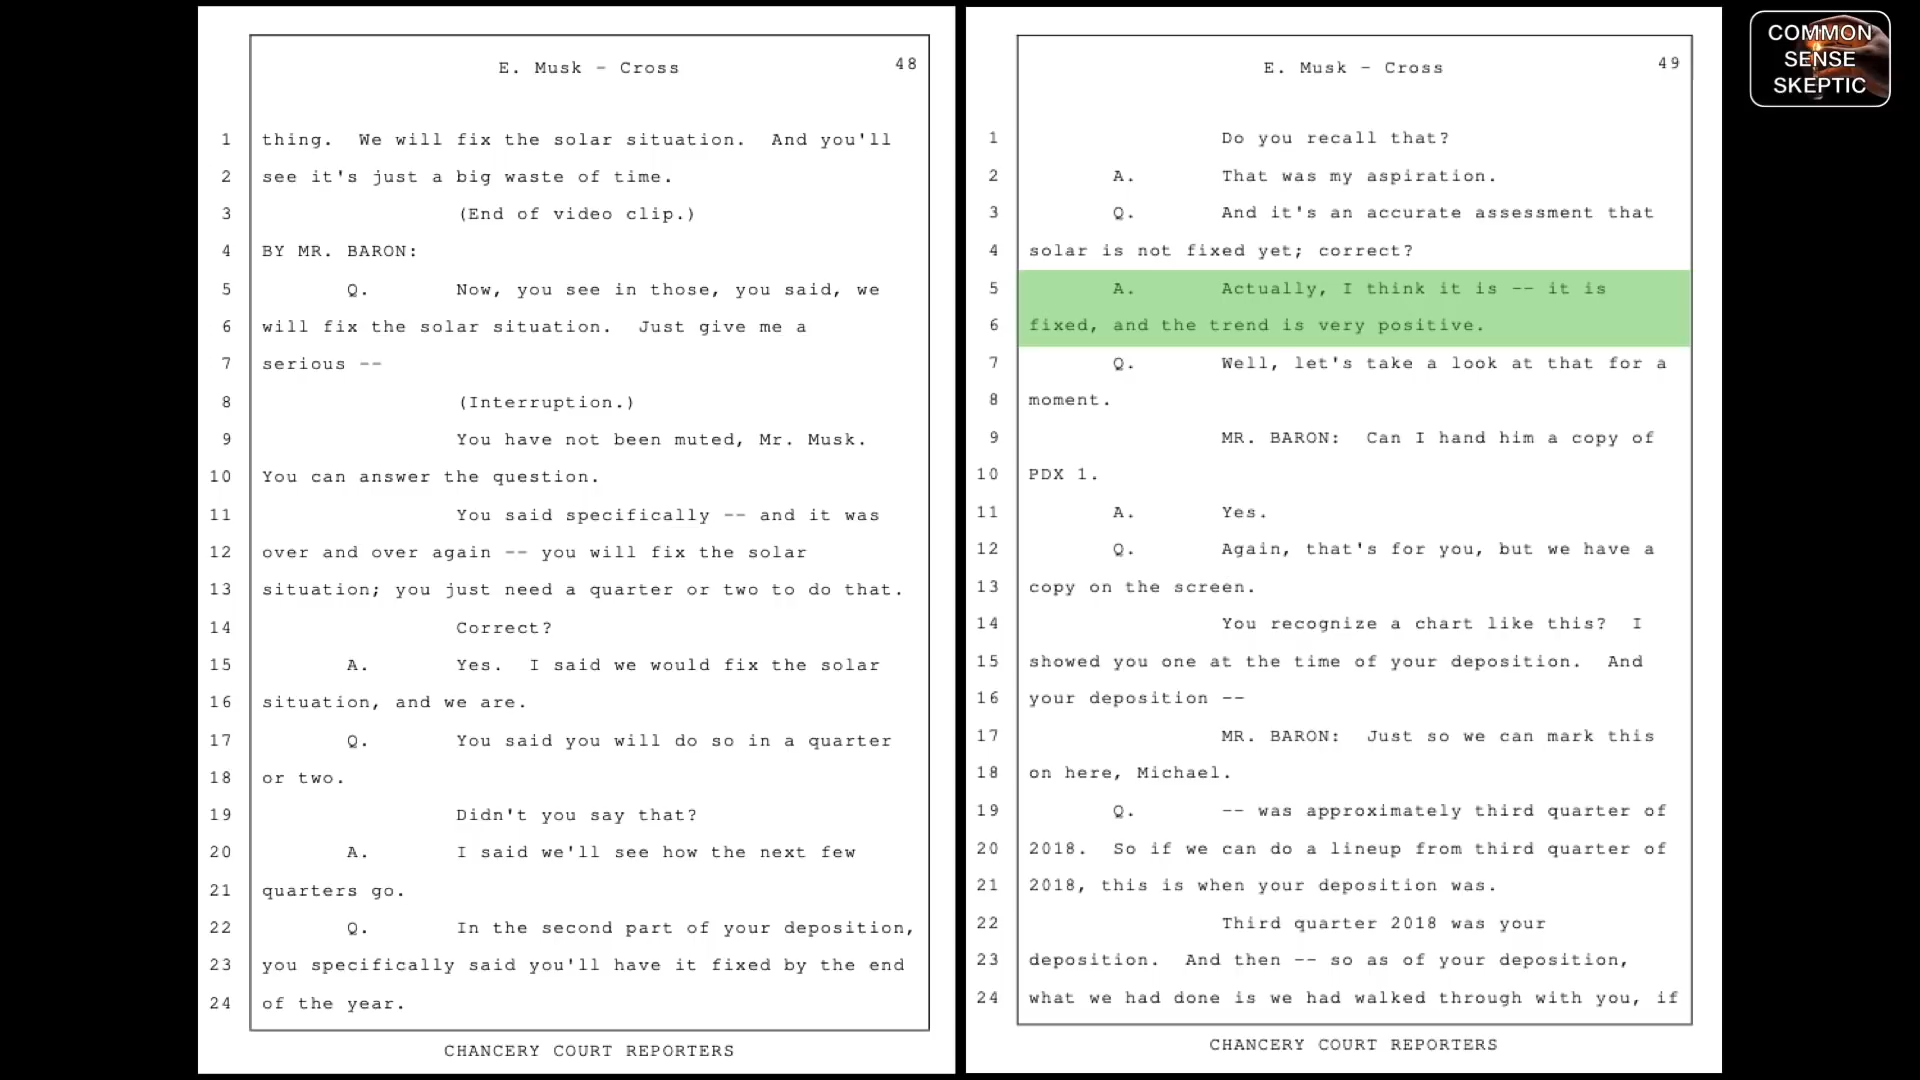 E. Musk - Cross
48
1 thing. We will fix the solar situation. And you'll
2 see it's just a big waste of time.
3 (End of video clip.)
4 BY MR. BARON:
5 Q. Now, you see in those, you said, we
6 will fix the solar situation. Just give me a
7 serious --
8 (Interruption.)
9 You have not been muted, Mr. Musk.
10 You can answer the question.
11 You said specifically -- and it was
12 over and over again -- you will fix the solar
13 situation; you just need a quarter or two to do that.
14 Correct?
15 A. Yes. I said we would fix the solar
16 situation, and we are.
17 Q. You said you will do so in a quarter
18 or two.
19 Didn't you say that?
20 A. I said we'll see how the next few
21 quarters go.
22 Q. In the second part of your deposition,
23 you specifically said you'll have it fixed by the end
24 of the year.
CHANCERY COURT REPORTERS
E. Musk - Cross
49
1 Do you recall that?
2 A. That was my aspiration.
3 Q. And it's an accurate assessment that
4 solar is not fixed yet; correct?
5 A. Actually, I think it is -- it is
6 fixed, and the trend is very positive.
7 Q. Well, let's take a look at that for a
8 moment.
9 MR. BARON: Can I hand him a copy of
10 PDX 1.
11 A. Yes.
12 Q. Again, that's for you, but we have a
13 copy on the screen.
14 You recognize a chart like this? I
15 showed you one at the time of your deposition. And
16 your deposition --
17 MR. BARON: Just so we can mark this
18 on here, Michael.
19 Q. -- was approximately third quarter of
20 2018. So if we can do a lineup from third quarter of
21 2018, this is when your deposition was.
22 Third quarter 2018 was your
23 deposition. And then -- so as of your deposition,
24 what we had done is we had walked through with you, if
CHANCERY COURT REPORTERS
COMMON
SENSE
SKEPTIC